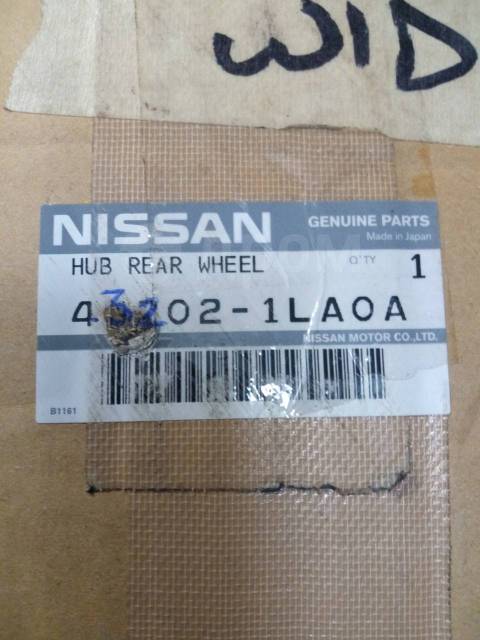 WID
NISSAN
GENUINE PARTS
Made in Japan
HUB REAR WHEEL
Q'TY
1
43202-1LA0A
NISSAN MOTOR CO.,LTD.
B1161